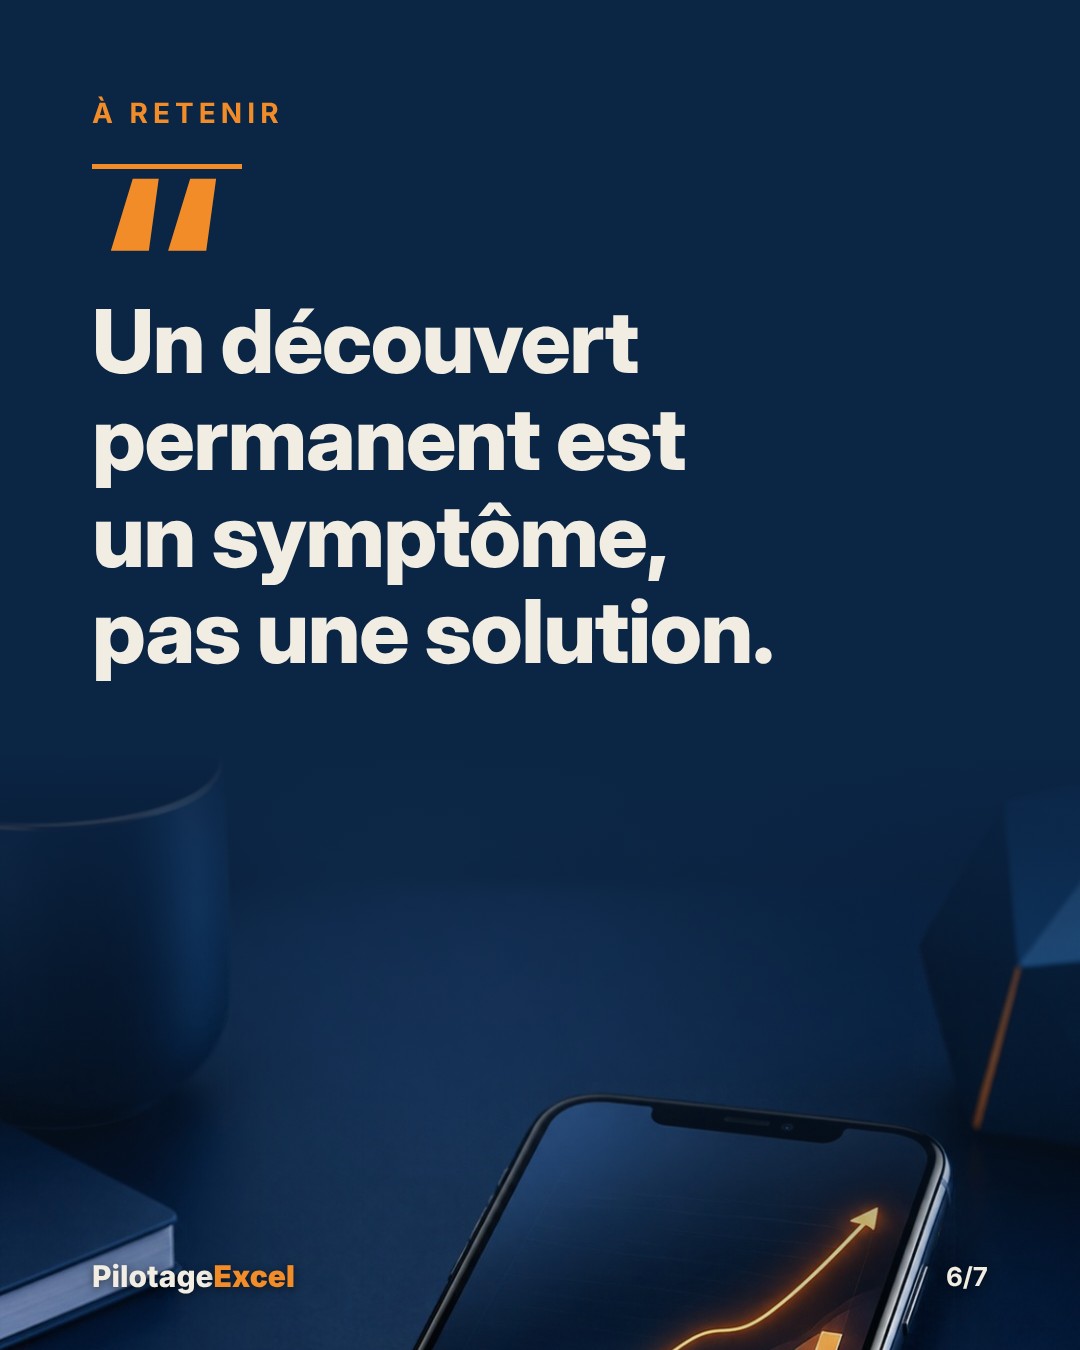 À RETENIR
"
Un découvert
permanent est
un symptôme,
pas une solution.
PilotageExcel
6/7